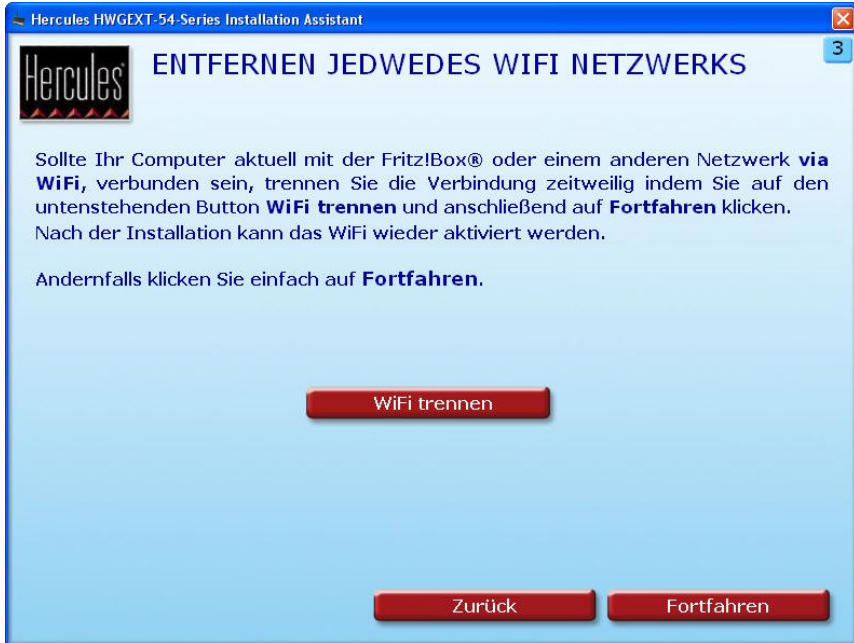 Hercules HWGEXT-54-Series Installation Assistant
3
Hercules
ENTFERNEN JEDWEDES WIFI NETZWERKS
Sollte Ihr Computer aktuell mit der Fritz!Box® oder einem anderen Netzwerk via
WiFi, verbunden sein, trennen Sie die Verbindung zeitweilig indem Sie auf den
untenstehenden Button WiFi trennen und anschließend auf Fortfahren klicken.
Nach der Installation kann das WiFi wieder aktiviert werden.
Andernfalls klicken Sie einfach auf Fortfahren.
WiFi trennen
Zurück
Fortfahren